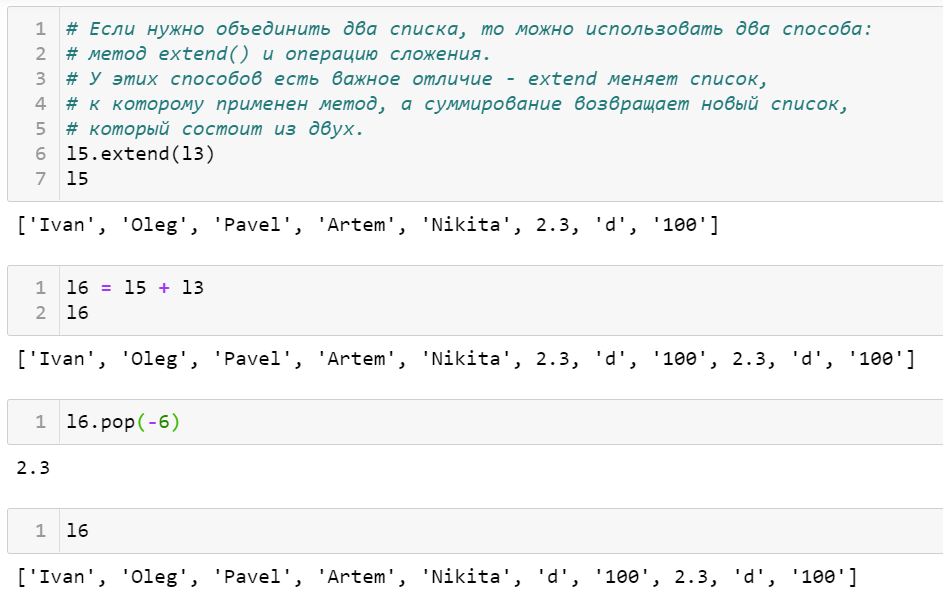 1 # Если нужно объединить два списка, то можно использовать два способа:
2 # метод extend() и операцию сложения.
3 # У этих способов есть важное отличие - extend меняет список,
4 # к которому применен метод, а суммирование возвращает новый список,
5 # который состоит из двух.
6 l5.extend(l3)
7 l5
['Ivan', 'Oleg', 'Pavel', 'Artem', 'Nikita', 2.3, 'd', '100']
1 l6 = l5 + l3
2 l6
['Ivan', 'Oleg', 'Pavel', 'Artem', 'Nikita', 2.3, 'd', '100', 2.3, 'd', '100']
1 l6.pop(-6)
2.3
1 l6
['Ivan', 'Oleg', 'Pavel', 'Artem', 'Nikita', 'd', '100', 2.3, 'd', '100']